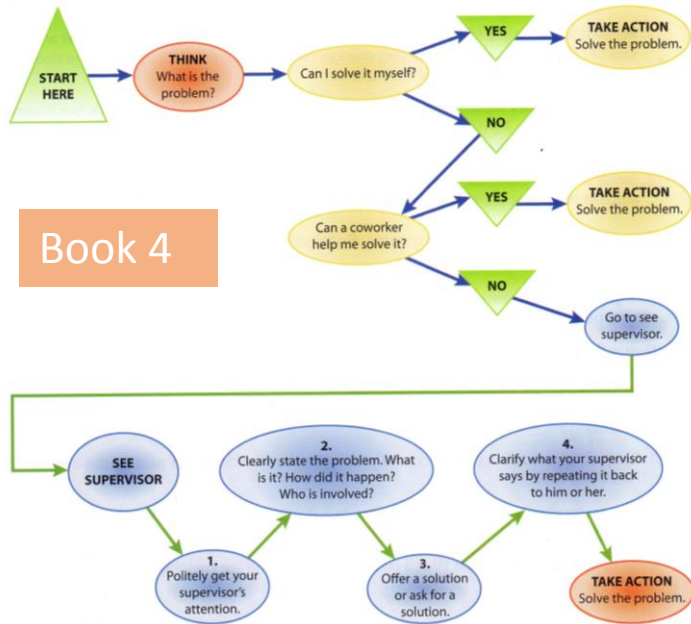 START
HERE
THINK
What is the
problem?
Can I solve it myself?
YES
TAKE ACTION
Solve the problem.
NO
Can a coworker
help me solve it?
YES
TAKE ACTION
Solve the problem.
NO
Go to see
supervisor.
Book 4
SEE
SUPERVISOR
1.
Politely get your
supervisor's
attention.
2.
Clearly state the problem. What
is it? How did it happen?
Who is involved?
3.
Offer a solution
or ask for a
solution.
4.
Clarify what your supervisor
says by repeating it back
to him or her.
TAKE ACTION
Solve the problem.